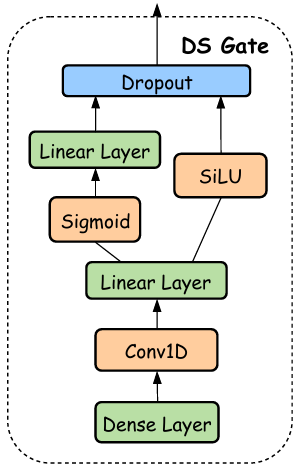 DS Gate
Dropout
Linear Layer
SiLU
Sigmoid
Linear Layer
Conv1D
Dense Layer